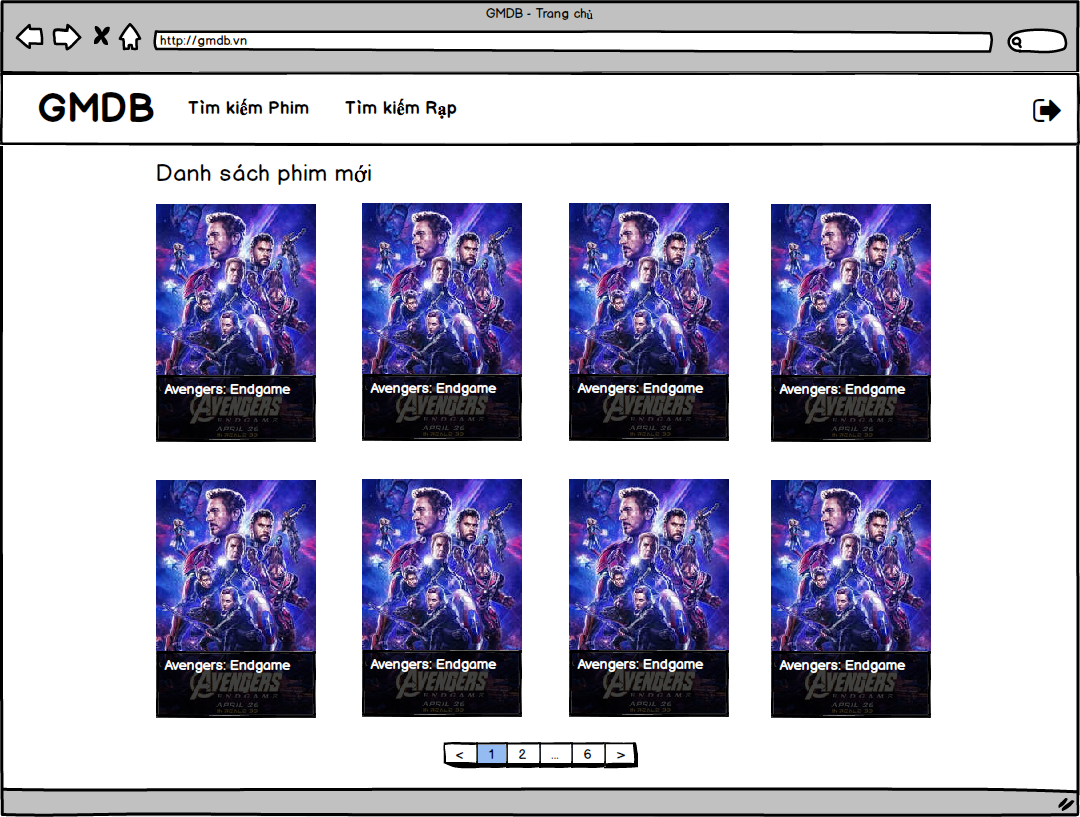 GMDB - Trang chủ
http://gmdb.vn
GMDB Tìm kiếm Phim Tìm kiếm Rạp
Danh sách phim mới
Avengers: Endgame Avengers: Endgame Avengers: Endgame Avengers: Endgame
AVENGERS AVENGERS AVENGERS AVENGERS
ENDGAME ENDGAME ENDGAME ENDGAME
APRIL 26 APRIL 26 APRIL 26 APRIL 26
Avengers: Endgame Avengers: Endgame Avengers: Endgame Avengers: Endgame
AVENGERS AVENGERS AVENGERS AVENGERS
ENDGAME ENDGAME ENDGAME ENDGAME
APRIL 26 APRIL 26 APRIL 26 APRIL 26
< 1 2 ... 6 >